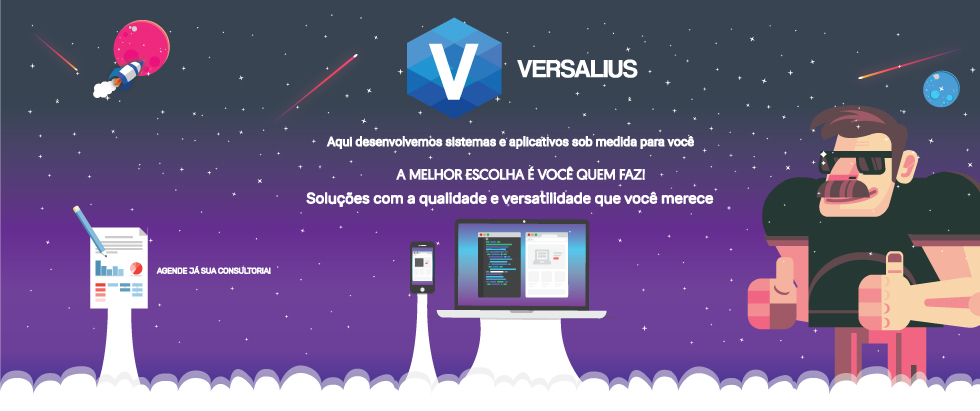 V
VERSALIUS
Aqui desenvolvemos sistemas e aplicativos sob medida para você
A MELHOR ESCOLHA É VOCÊ QUEM FAZ!
Soluções com a qualidade e versatilidade que você merece
AGENDE JÁ SUA CONSULTORIA!